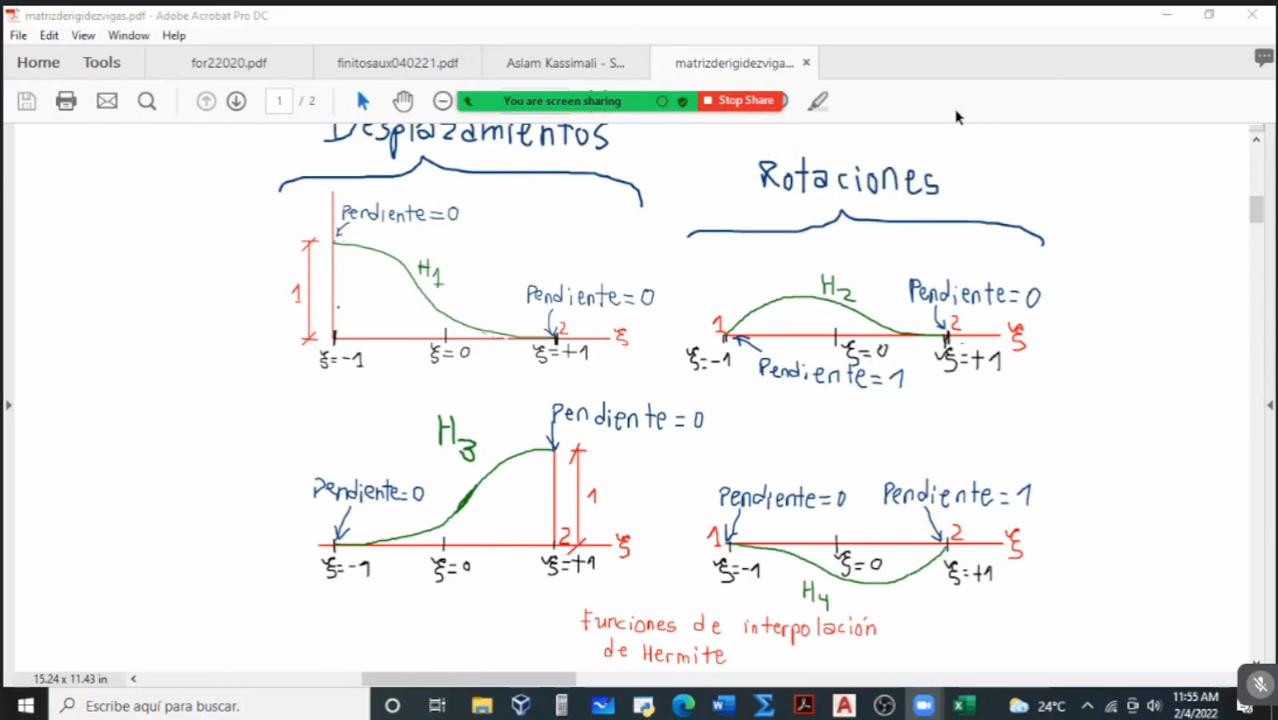 matrizderigidezvigas.pdf - Adobe Acrobat Pro DC
File Edit View Window Help
Home Tools for22020.pdf finitosaux040221.pdf Aslam Kassimali - S... matrizderigidezviga... ×
1 / 2 You are screen sharing Stop Share
Desplazamientos
Rotaciones
Pendiente=0
H1
1
Pendiente=0
2
ξ
ξ=-1 ξ=0 ξ=+1
H2
Pendiente=0
1
2
ξ
ξ=-1 ξ=0 ξ=+1
Pendiente=1
H3
Pendiente=0
Pendiente=0
1
2
ξ
ξ=-1 ξ=0 ξ=+1
Pendiente=0 Pendiente=1
1
2
ξ
ξ=-1 ξ=0 ξ=+1
H4
Funciones de interpolación
de Hermite
15.24 x 11.43 in
Escribe aquí para buscar.
24°C
11:55 AM
2/4/2022